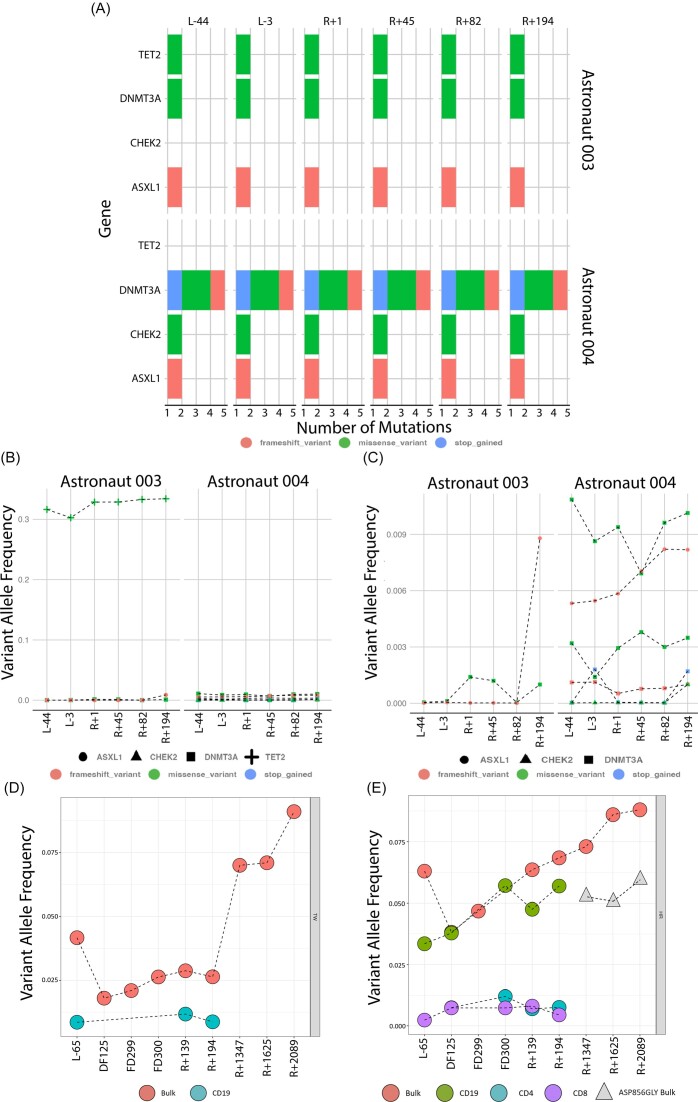 (A)
L-44 L-3 R+1 R+45 R+82 R+194
TET2
DNMT3A
CHEK2
ASXL1
Astronaut 003
Gene
TET2
DNMT3A
CHEK2
ASXL1
Astronaut 004
1 2 3 4 5 1 2 3 4 5 1 2 3 4 5 1 2 3 4 5 1 2 3 4 5 1 2 3 4 5
Number of Mutations
frameshift_variant missense_variant stop_gained
(B)
Astronaut 003 Astronaut 004
Variant Allele Frequency
0.3
0.2
0.1
0.0
L-44 L-3 R+1 R+45 R+82 R+194 L-44 L-3 R+1 R+45 R+82 R+194
ASXL1 CHEK2 DNMT3A TET2
frameshift_variant missense_variant stop_gained
(C)
Astronaut 003 Astronaut 004
Variant Allele Frequency
0.009
0.006
0.003
0.000
L-44 L-3 R+1 R+45 R+82 R+194 L-44 L-3 R+1 R+45 R+82 R+194
ASXL1 CHEK2 DNMT3A
frameshift_variant missense_variant stop_gained
(D)
Variant Allele Frequency
0.075
0.050
0.025
TW
L-65 DF125 FD299 FD300 R+139 R+194 R+1347 R+1625 R+2089
Bulk CD19
(E)
Variant Allele Frequency
0.075
0.050
0.025
0.000
HR
L-65 DF125 FD299 FD300 R+139 R+194 R+1347 R+1625 R+2089
Bulk CD19 CD4 CD8 ASP856GLY Bulk